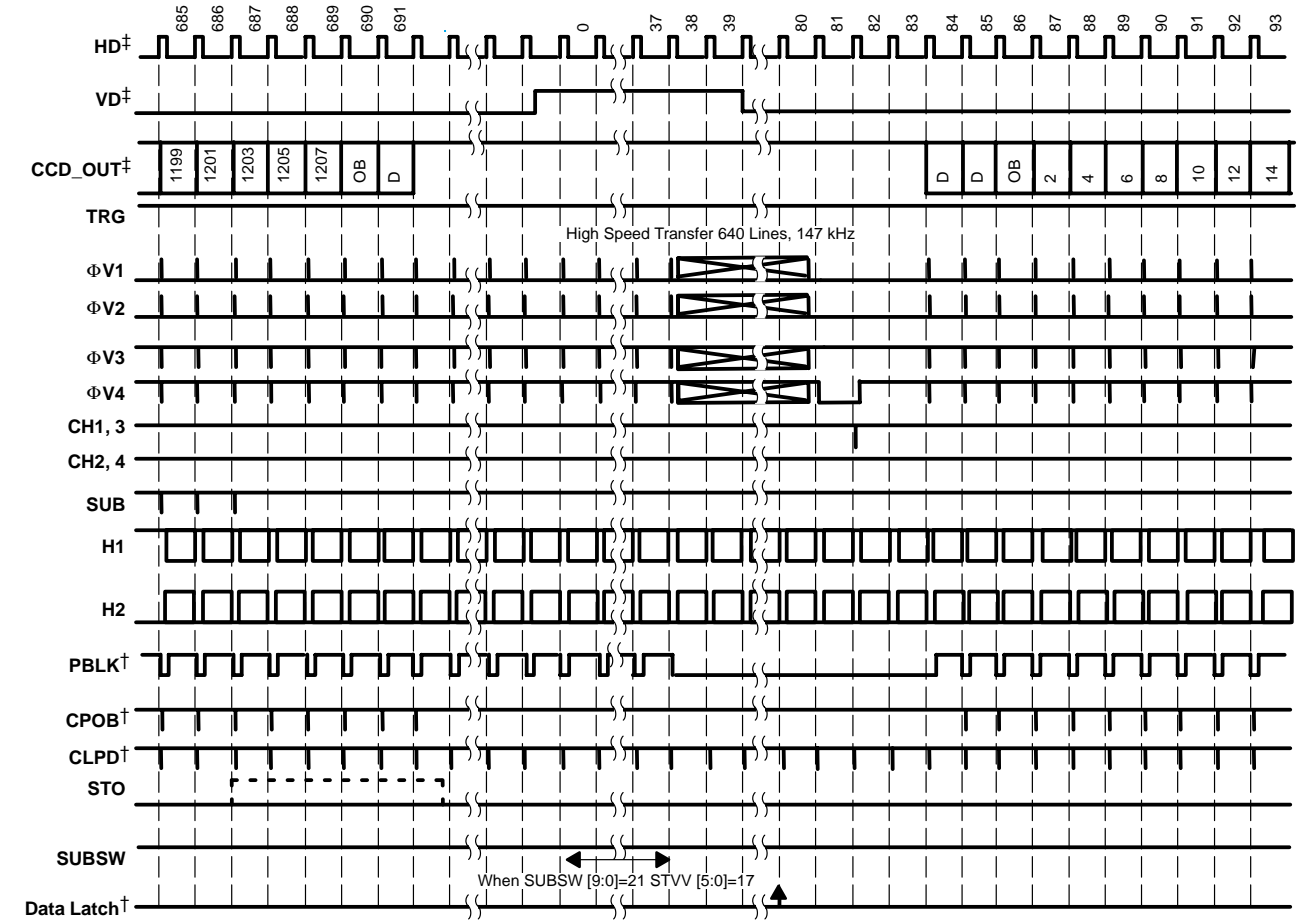 685 686 687 688 689 690 691 0 37 38 39 80 81 82 83 84 85 86 87 88 89 90 91 92 93
HD‡
VD‡
CCD_OUT‡ 1199 1201 1203 1205 1207 OB D D D OB 2 4 6 8 10 12 14
TRG
High Speed Transfer 640 Lines, 147 kHz
ΦV1
ΦV2
ΦV3
ΦV4
CH1, 3
CH2, 4
SUB
H1
H2
PBLK†
CPOB†
CLPD†
STO
SUBSW
When SUBSW [9:0]=21 STVV [5:0]=17
Data Latch†